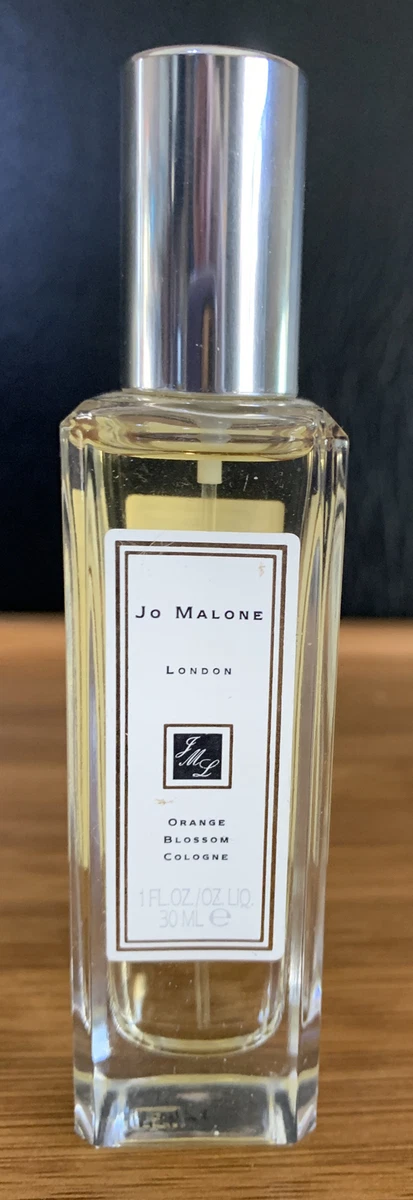 Jo Malone
London
JML
Orange
Blossom
Cologne
1 FL.OZ./OZ. LIQ.
30 ML ℮